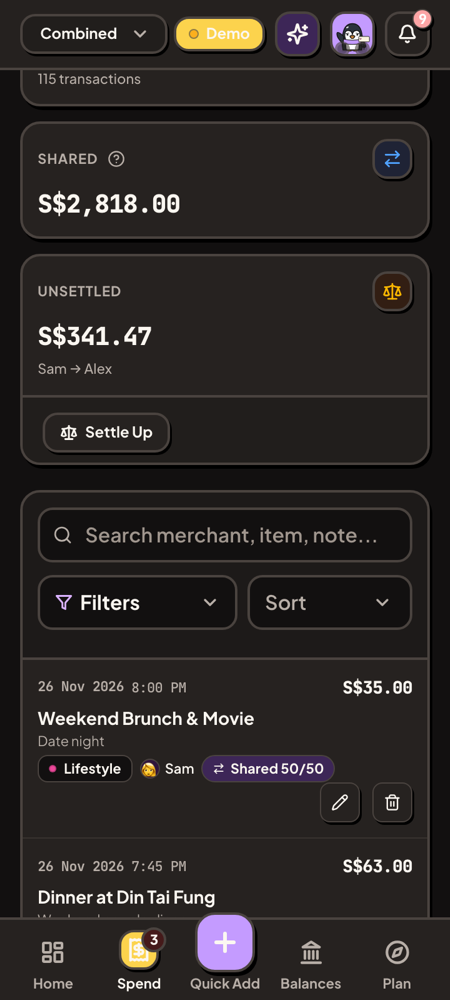 Combined
Demo
9
115 transactions
SHARED
S$2,818.00
UNSETTLED
S$341.47
Sam → Alex
Settle Up
Search merchant, item, note...
Filters
Sort
26 Nov 2026 8:00 PM
S$35.00
Weekend Brunch & Movie
Date night
Lifestyle
Sam
Shared 50/50
26 Nov 2026 7:45 PM
S$63.00
Dinner at Din Tai Fung
3
Home
Spend
Quick Add
Balances
Plan